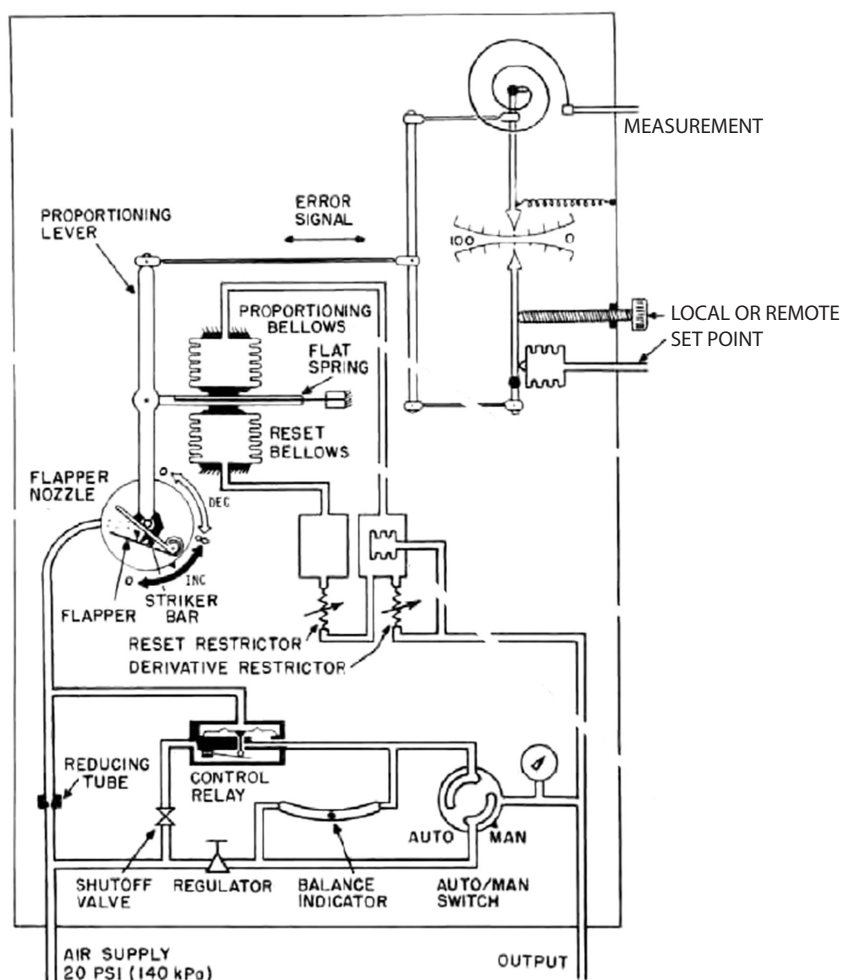 MEASUREMENT
ERROR
SIGNAL
PROPORTIONING
LEVER
100
0
PROPORTIONING
BELLOWS
LOCAL OR REMOTE
SET POINT
FLAT
SPRING
RESET
BELLOWS
FLAPPER
NOZZLE
0
DEC
∞
0
INC
FLAPPER
STRIKER
BAR
RESET RESTRICTOR
DERIVATIVE RESTRICTOR
REDUCING
TUBE
CONTROL
RELAY
AUTO
MAN
SHUTOFF
VALVE
REGULATOR
BALANCE
INDICATOR
AUTO/MAN
SWITCH
AIR SUPPLY
20 PSI (140 kPa)
OUTPUT